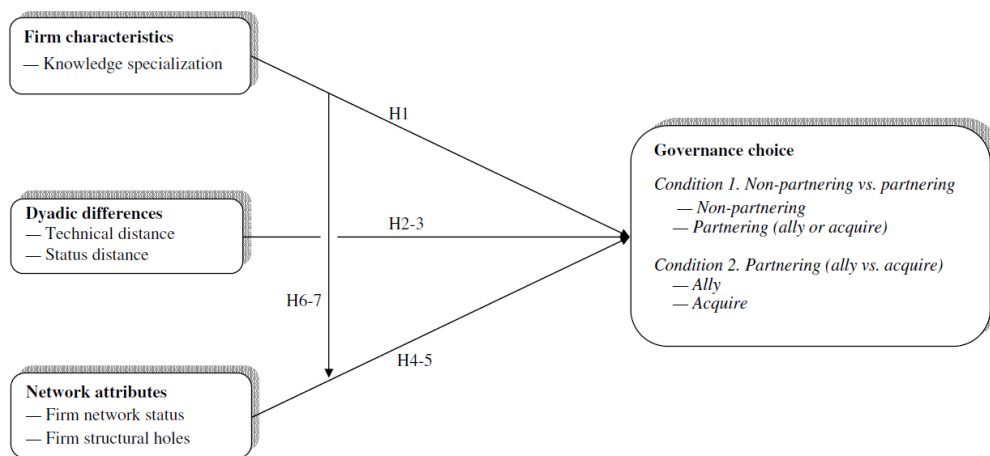 Firm characteristics
— Knowledge specialization
H1
Dyadic differences
— Technical distance
— Status distance
H2-3
H6-7
H4-5
Network attributes
— Firm network status
— Firm structural holes
Governance choice
Condition 1. Non-partnering vs. partnering
— Non-partnering
— Partnering (ally or acquire)
Condition 2. Partnering (ally vs. acquire)
— Ally
— Acquire